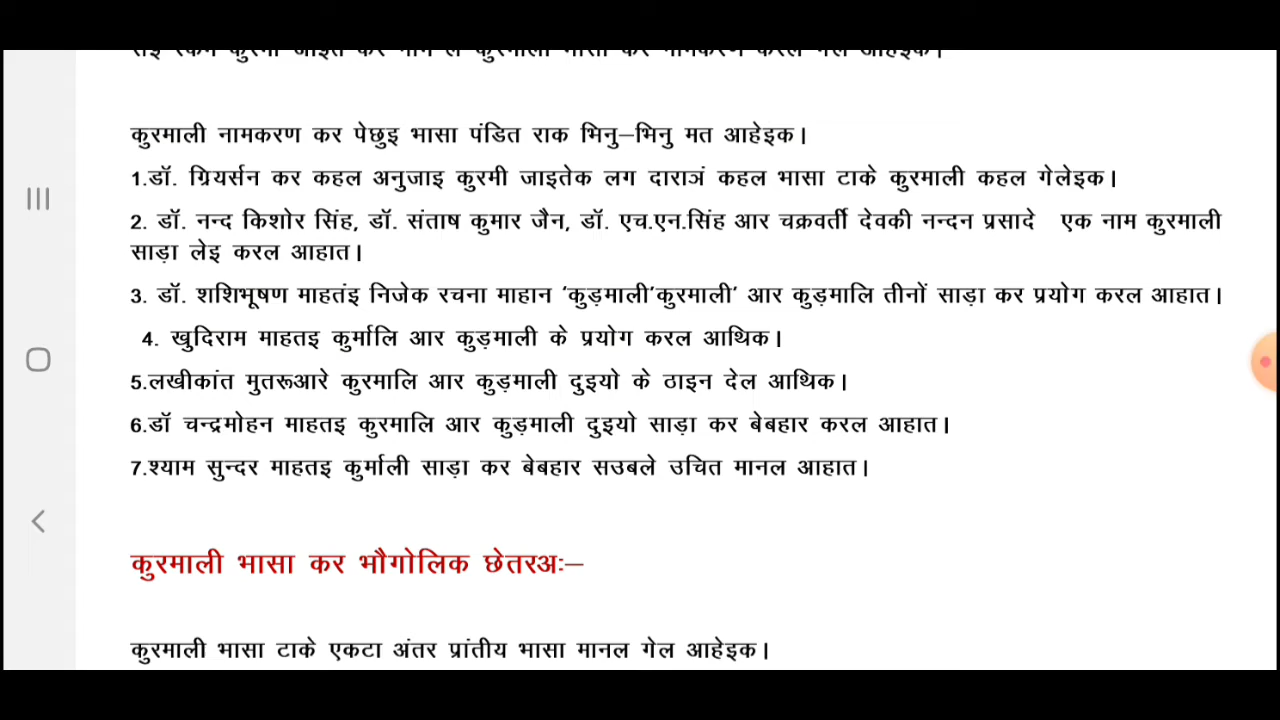 कुरमाली नामकरण कर पेछुइ भासा पंडित राक भिनु–भिनु मत आहेइक।
1.डॉ. ग्रियर्सन कर कहल अनुजाइ कुरमी जाइतेक लग दाराञं कहल भासा टाके कुरमाली कहल गेलेइक।
2. डॉ. नन्द किशोर सिंह, डॉ. संताष कुमार जैन, डॉ. एच.एन.सिंह आर चक्रवर्ती देवकी नन्दन प्रसादे एक नाम कुरमाली
साड़ा लेइ करल आहात।
3. डॉ. शशिभूषण माहतंइ निजेक रचना माहान ‘कुड़माली’कुरमाली’ आर कुड़मालि तीनों साड़ा कर प्रयोग करल आहात।
4. खुदिराम माहतइ कुर्मालि आर कुड़माली के प्रयोग करल आथिक।
5.लखीकांत मुतरूआरे कुरमालि आर कुड़माली दुइयो के ठाइन देल आथिक।
6.डॉ चन्द्रमोहन माहतइ कुरमालि आर कुड़माली दुइयो साड़ा कर बेबहार करल आहात।
7.श्याम सुन्दर माहतइ कुर्माली साड़ा कर बेबहार सउबले उचित मानल आहात।
कुरमाली भासा कर भौगोलिक छेतरअः–
कुरमाली भासा टाके एकटा अंतर प्रांतीय भासा मानल गेल आहेइक।